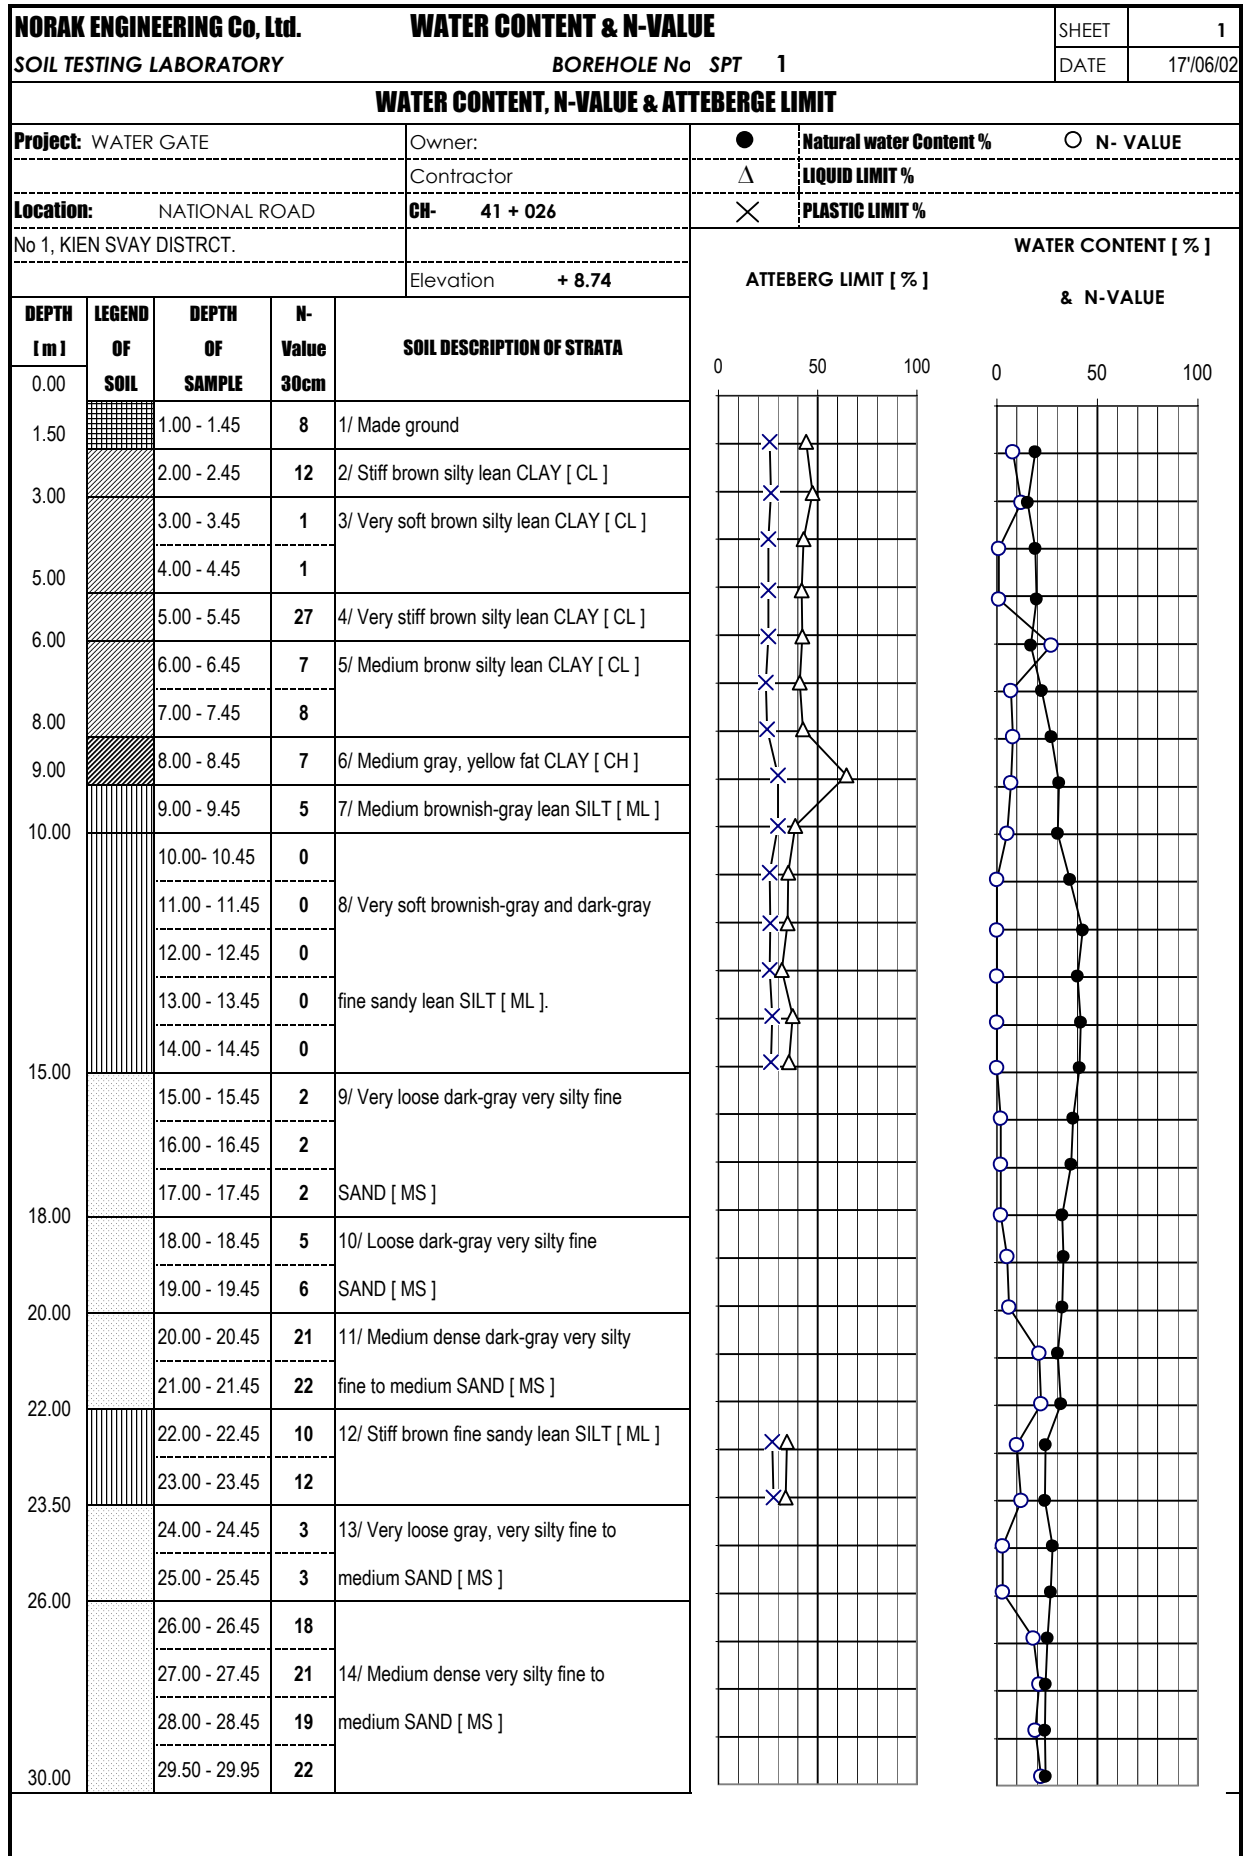 NORAK ENGINEERING Co, Ltd. WATER CONTENT & N-VALUE SHEET 1
SOIL TESTING LABORATORY BOREHOLE No SPT 1 DATE 17'/06/02
WATER CONTENT, N-VALUE & ATTEBERGE LIMIT
Project: WATER GATE Owner: Natural water Content % N- VALUE
Contractor Δ LIQUID LIMIT %
Location: NATIONAL ROAD CH- 41 + 026 PLASTIC LIMIT %
No 1, KIEN SVAY DISTRCT. WATER CONTENT [ % ]
Elevation + 8.74 ATTEBERG LIMIT [ % ]
& N-VALUE
DEPTH LEGEND DEPTH N-
[ m ] OF OF Value SOIL DESCRIPTION OF STRATA
0.00 SOIL SAMPLE 30cm
0 50 100
0 50 100
1.00 - 1.45 8 1/ Made ground
1.50
2.00 - 2.45 12 2/ Stiff brown silty lean CLAY [ CL ]
3.00
3.00 - 3.45 1 3/ Very soft brown silty lean CLAY [ CL ]
4.00 - 4.45 1
5.00
5.00 - 5.45 27 4/ Very stiff brown silty lean CLAY [ CL ]
6.00
6.00 - 6.45 7 5/ Medium bronw silty lean CLAY [ CL ]
7.00 - 7.45 8
8.00
8.00 - 8.45 7 6/ Medium gray, yellow fat CLAY [ CH ]
9.00
9.00 - 9.45 5 7/ Medium brownish-gray lean SILT [ ML ]
10.00
10.00- 10.45 0
11.00 - 11.45 0 8/ Very soft brownish-gray and dark-gray
12.00 - 12.45 0
13.00 - 13.45 0 fine sandy lean SILT [ ML ].
14.00 - 14.45 0
15.00
15.00 - 15.45 2 9/ Very loose dark-gray very silty fine
16.00 - 16.45 2
17.00 - 17.45 2 SAND [ MS ]
18.00
18.00 - 18.45 5 10/ Loose dark-gray very silty fine
19.00 - 19.45 6 SAND [ MS ]
20.00
20.00 - 20.45 21 11/ Medium dense dark-gray very silty
21.00 - 21.45 22 fine to medium SAND [ MS ]
22.00
22.00 - 22.45 10 12/ Stiff brown fine sandy lean SILT [ ML ]
23.00 - 23.45 12
23.50
24.00 - 24.45 3 13/ Very loose gray, very silty fine to
25.00 - 25.45 3 medium SAND [ MS ]
26.00
26.00 - 26.45 18
27.00 - 27.45 21 14/ Medium dense very silty fine to
28.00 - 28.45 19 medium SAND [ MS ]
29.50 - 29.95 22
30.00